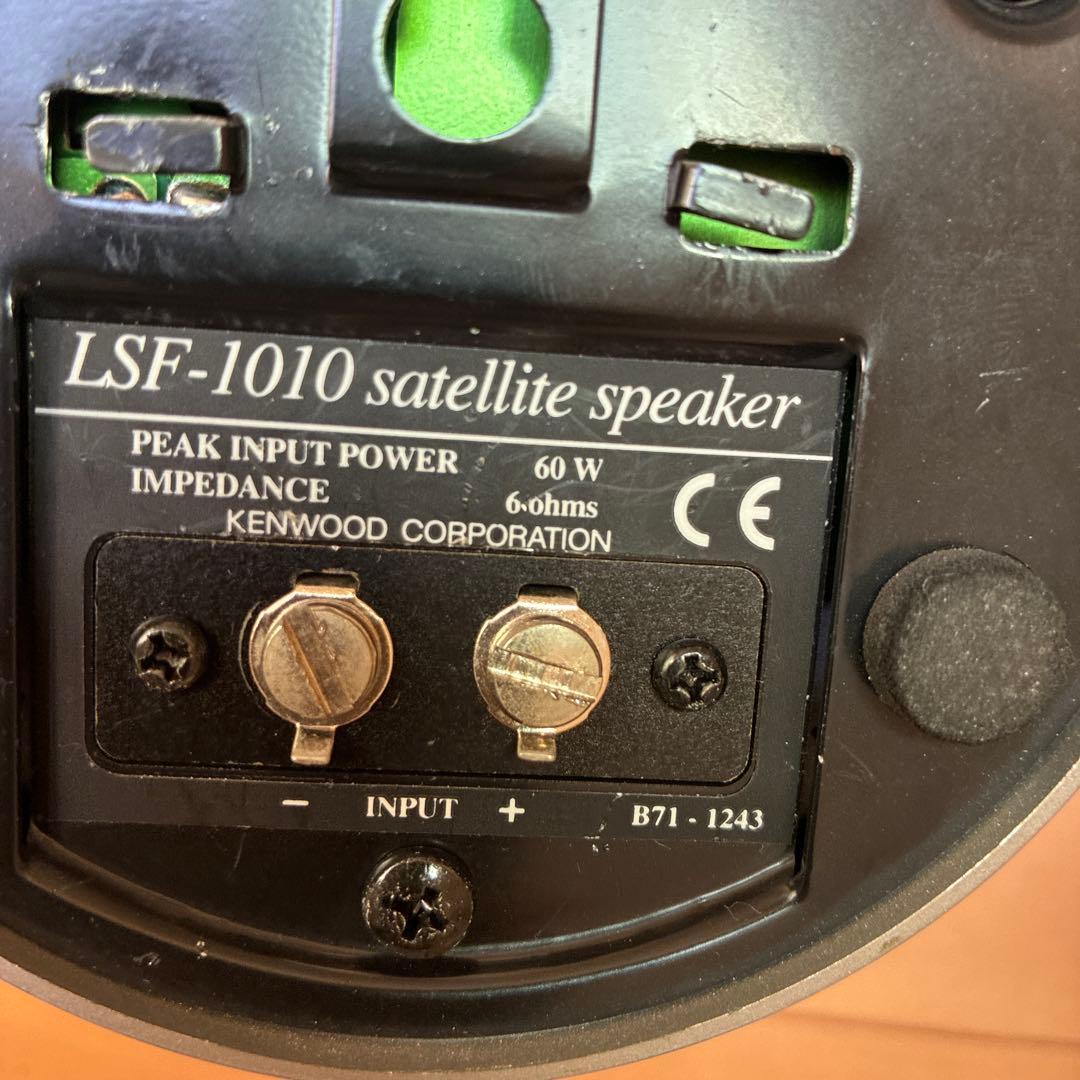 LSF-1010 satellite speaker
PEAK INPUT POWER 60 W
IMPEDANCE 6 ohms
KENWOOD CORPORATION
CE
− INPUT +
B71 - 1243